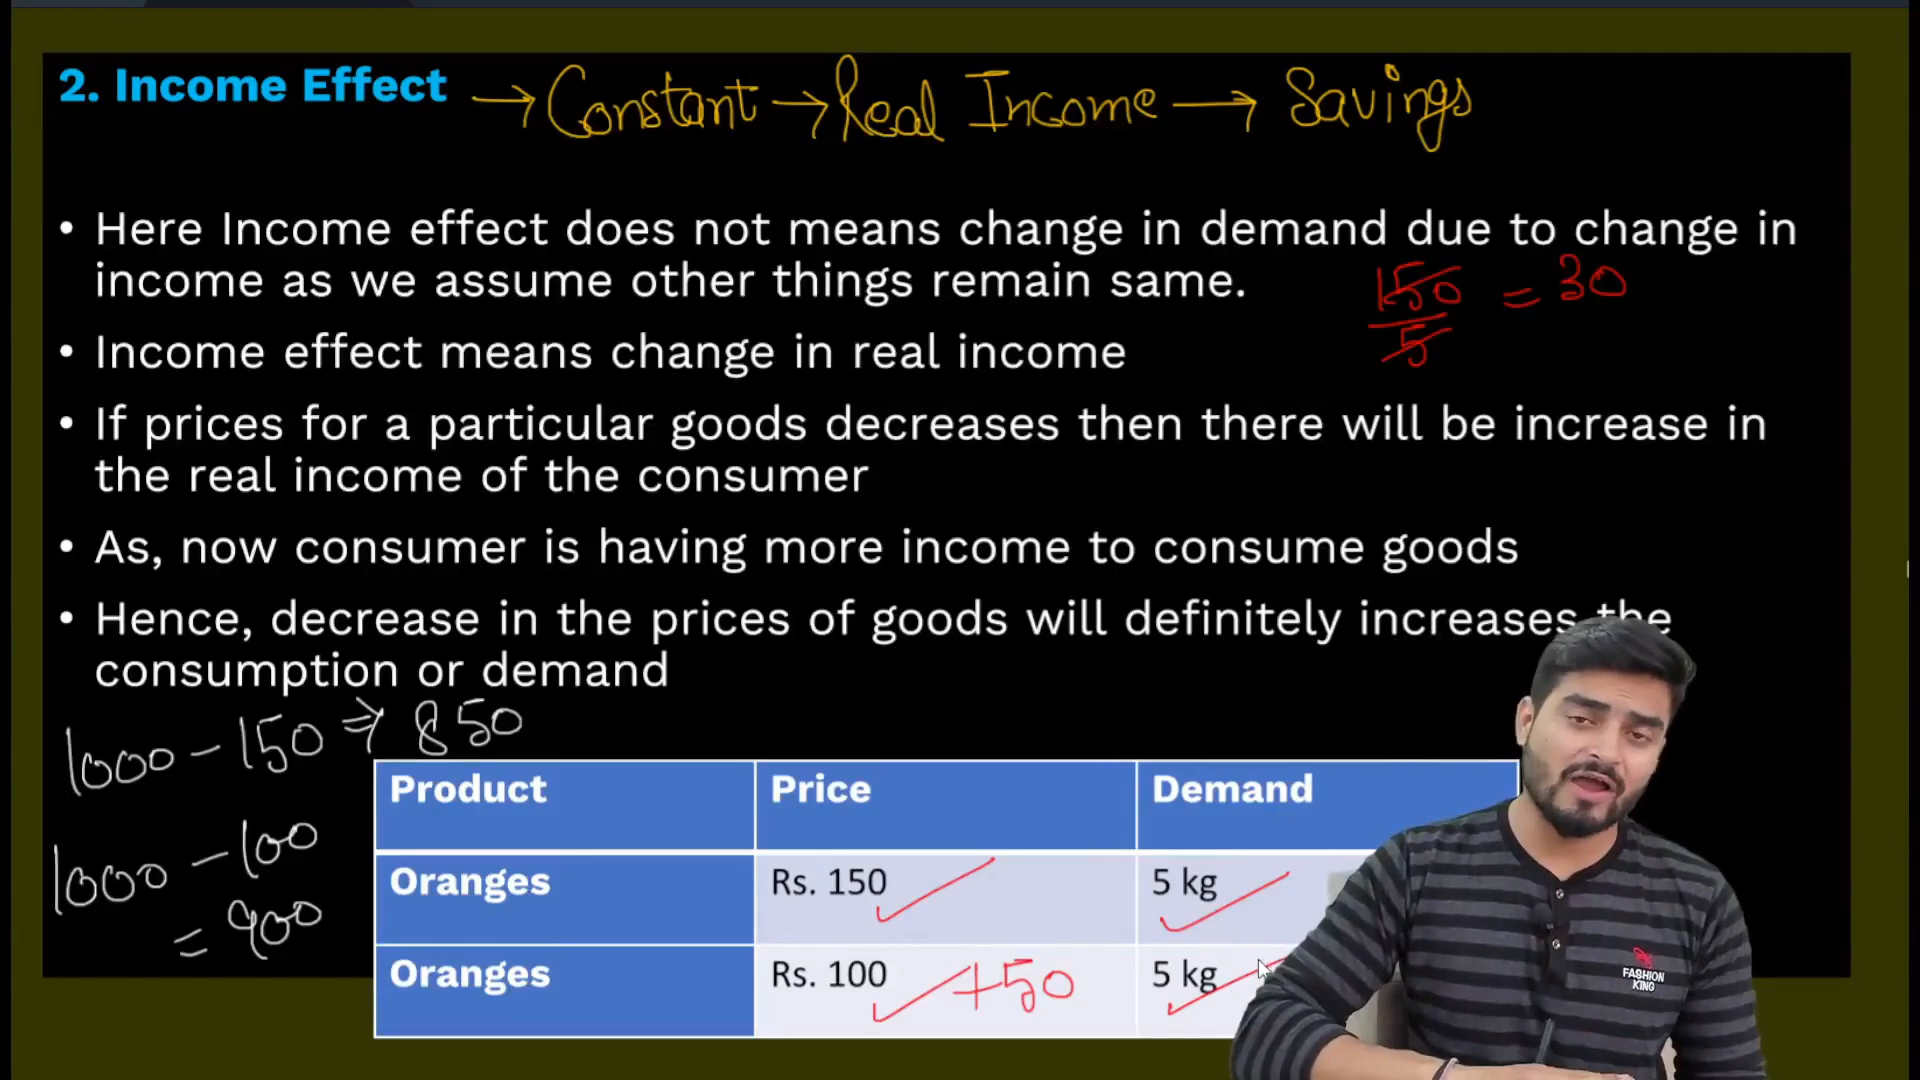 2. Income Effect → Constant → Real Income → Savings
• Here Income effect does not means change in demand due to change in
income as we assume other things remain same.
150
5
= 30
• Income effect means change in real income
• If prices for a particular goods decreases then there will be increase in
the real income of the consumer
• As, now consumer is having more income to consume goods
• Hence, decrease in the prices of goods will definitely increases the
consumption or demand
1000 - 150 ⇒ 850
1000 - 100
= 900
Product Price Demand
Oranges Rs. 150 5 kg
Oranges Rs. 100 +50 5 kg
FASHION
KING